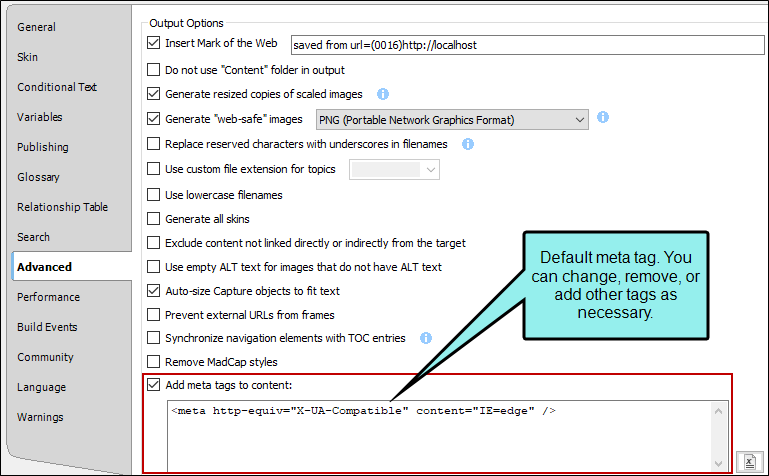 General
Skin
Conditional Text
Variables
Publishing
Glossary
Relationship Table
Search
Advanced
Performance
Build Events
Community
Language
Warnings
Output Options
Insert Mark of the Web
saved from url=(0016)http://localhost
Do not use "Content" folder in output
Generate resized copies of scaled images
Generate "web-safe" images
PNG (Portable Network Graphics Format)
Replace reserved characters with underscores in filenames
Use custom file extension for topics
Use lowercase filenames
Generate all skins
Exclude content not linked directly or indirectly from the target
Use empty ALT text for images that do not have ALT text
Auto-size Capture objects to fit text
Prevent external URLs from frames
Synchronize navigation elements with TOC entries
Remove MadCap styles
Add meta tags to content:
<meta http-equiv="X-UA-Compatible" content="IE=edge" />
Default meta tag. You
can change, remove, or
add other tags as
necessary.